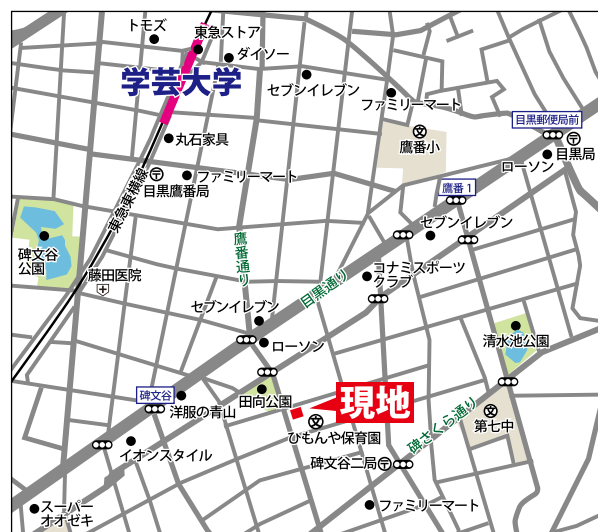 トモズ
東急ストア
ダイソー
学芸大学
セブンイレブン
ファミリーマート
目黒郵便局前
目黒局
ローソン
鷹番小
丸石家具
ファミリーマート
目黒鷹番局
東急東横線
鷹番1
セブンイレブン
碑文谷
公園
鷹番通り
藤田医院
コナミスポーツ
クラブ
目黒通り
セブンイレブン
ローソン
清水池公園
碑文谷
洋服の青山
田向公園
現地
ひもんや保育園
碑さくら通り
第七中
イオンスタイル
碑文谷二局
スーパー
オオゼキ
ファミリーマート